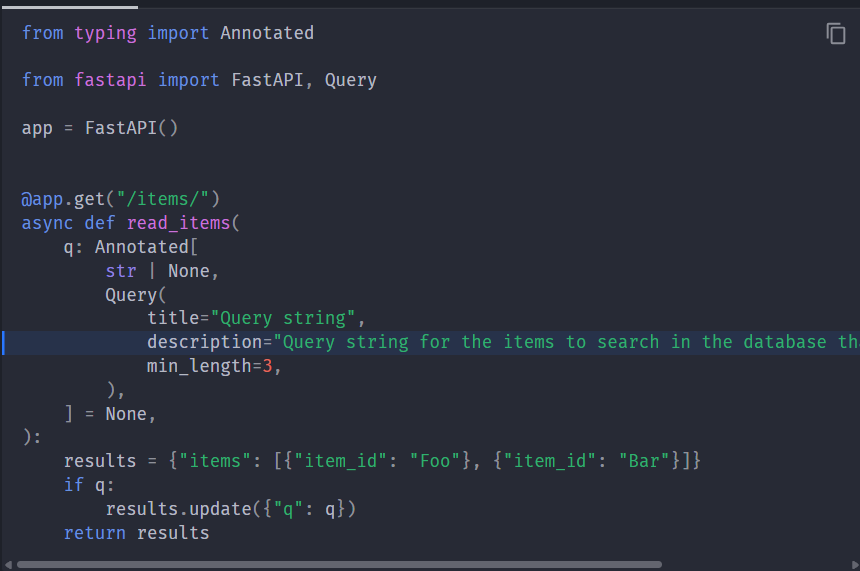 from typing import Annotated
from fastapi import FastAPI, Query
app = FastAPI()
@app.get("/items/")
async def read_items(
    q: Annotated[
        str | None,
        Query(
            title="Query string",
            description="Query string for the items to search in the database
            min_length=3,
        ),
    ] = None,
):
    results = {"items": [{"item_id": "Foo"}, {"item_id": "Bar"}]}
    if q:
        results.update({"q": q})
    return results